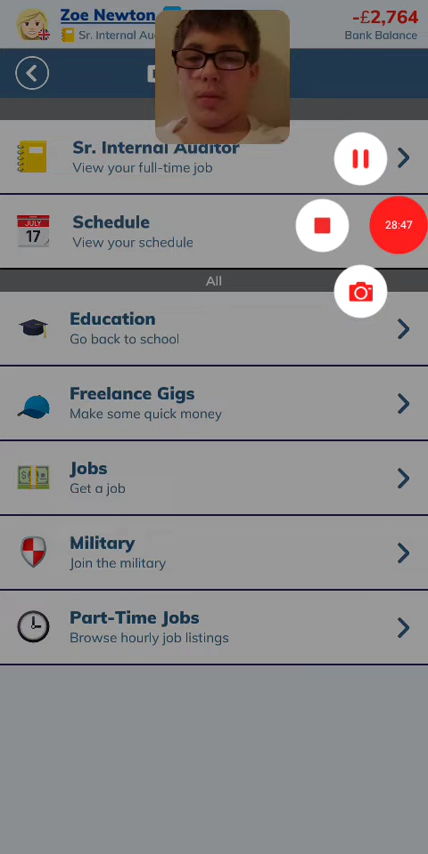 Zoe Newton
-£2,764
Sr. Internal Au
Bank Balance
Sr. Internal Auditor
View your full-time job
28:47
JULY
17
Schedule
View your schedule
All
Education
Go back to school
Freelance Gigs
Make some quick money
Jobs
Get a job
Military
Join the military
Part-Time Jobs
Browse hourly job listings